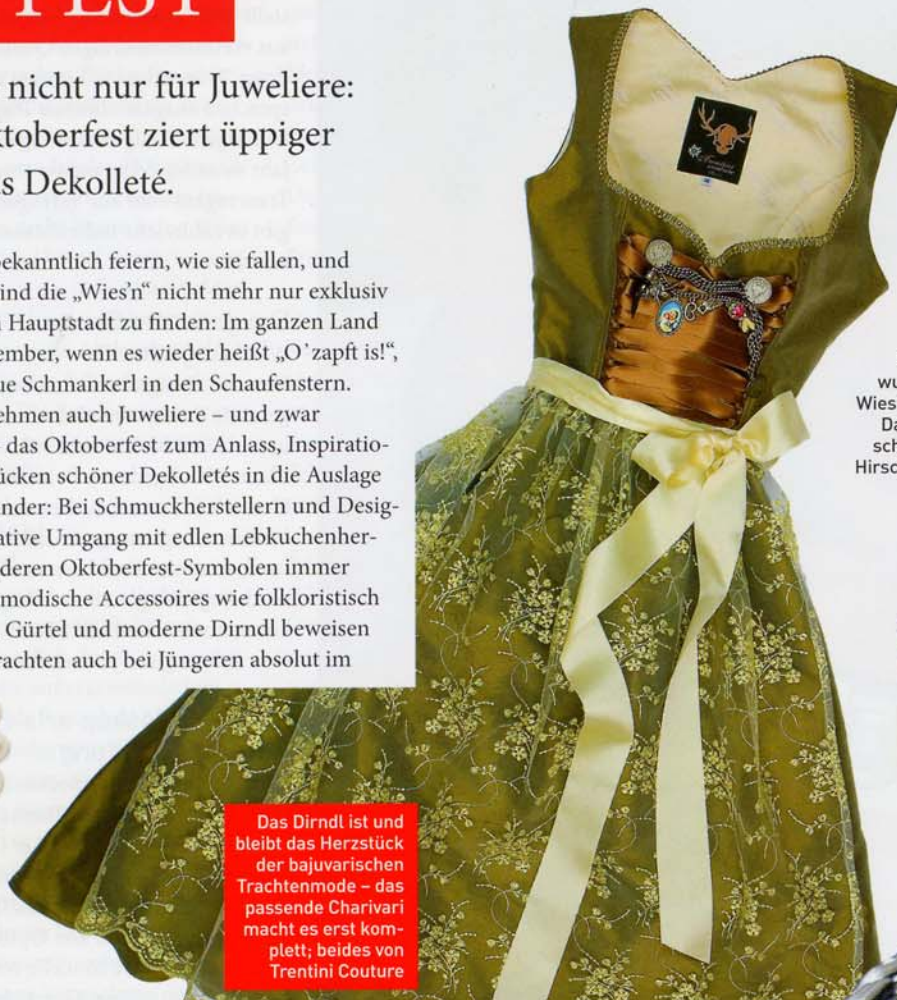 FEST
nicht nur für Juweliere:
ktoberfest ziert üppiger
s Dekolleté.
ekanntlich feiern, wie sie fallen, und
ind die „Wies’n“ nicht mehr nur exklusiv
Hauptstadt zu finden: Im ganzen Land
ember, wenn es wieder heißt „O`zapft is!“,
ue Schmankerl in den Schaufenstern.
ehmen auch Juweliere – und zwar
das Oktoberfest zum Anlass, Inspiratio-
ücken schöner Dekolletés in die Auslage
nder: Bei Schmuckherstellern und Desig-
ative Umgang mit edlen Lebkuchenher-
deren Oktoberfest-Symbolen immer
modische Accessoires wie folkloristisch
Gürtel und moderne Dirndl beweisen
rachten auch bei Jüngeren absolut im
wu
Wies
Da
sch
Hirsc
Das Dirndl ist und
bleibt das Herzstück
der bajuvarischen
Trachtenmode – das
passende Charivari
macht es erst kom-
plett; beides von
Trentini Couture